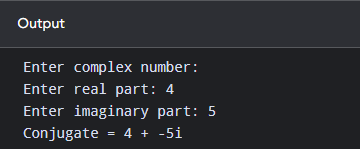 Output
Enter complex number:
Enter real part: 4
Enter imaginary part: 5
Conjugate = 4 + -5i